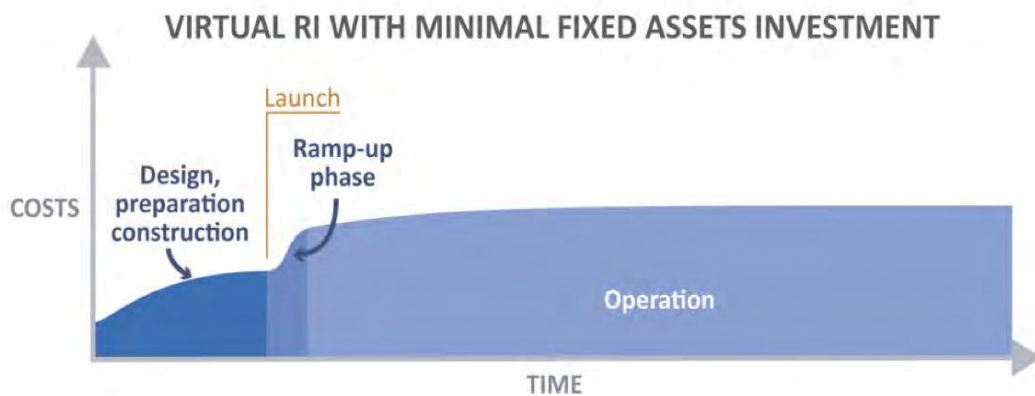 VIRTUAL RI WITH MINIMAL FIXED ASSETS INVESTMENT
Launch
Ramp-up
phase
Design,
preparation
construction
COSTS
Operation
TIME